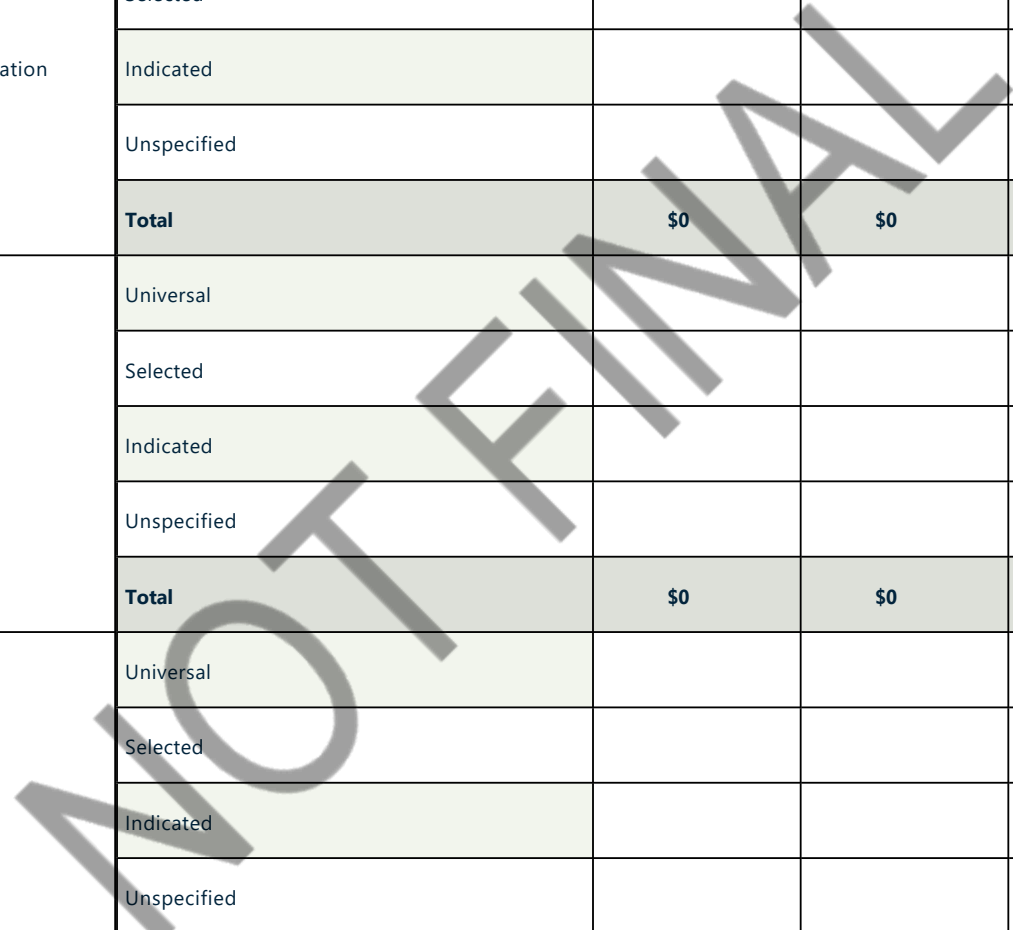 Selected
ation Indicated
Unspecified
Total $0 $0
Universal
Selected
Indicated
Unspecified
Total $0 $0
Universal
Selected
Indicated
Unspecified
NOT FINAL